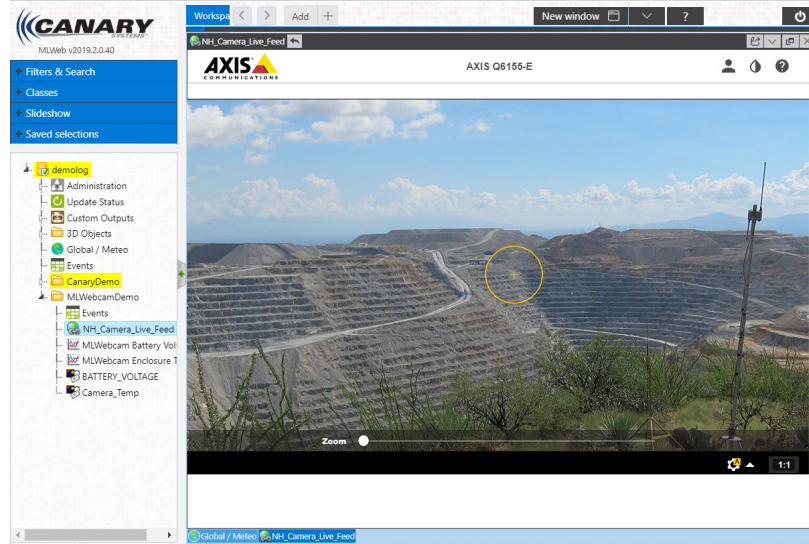 CANARY
SYSTEMS
MLWeb v2019.2.0.40
Filters & Search
Classes
Slideshow
Saved selections
demolog
Administration
Update Status
Custom Outputs
3D Objects
Global / Meteo
Events
CanaryDemo
MLWebcamDemo
Events
NH_Camera_Live_Feed
MLWebcam Battery Vol
MLWebcam Enclosure T
BATTERY_VOLTAGE
Camera_Temp
Workspa < > Add + New window ?
NH_Camera_Live_Feed
AXIS
COMMUNICATIONS
AXIS Q6155-E
Zoom
1:1
Global / Meteo NH_Camera_Live_Feed